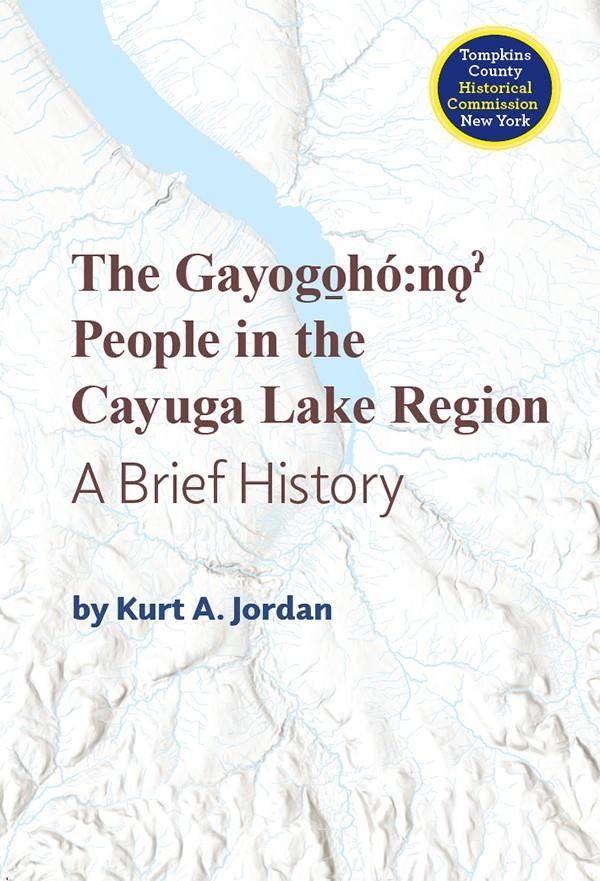 Tompkins
County
Historical
Commission
New York
The Gayogo̱hó:nǫˀ
People in the
Cayuga Lake Region
A Brief History
by Kurt A. Jordan